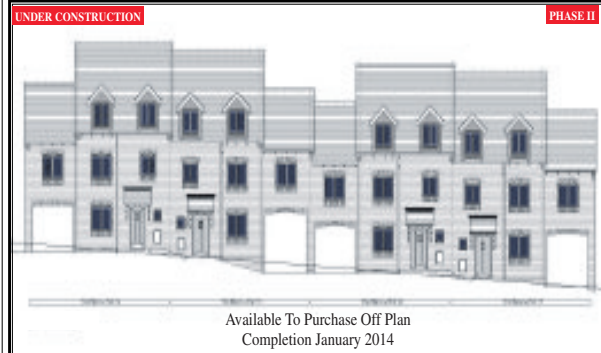 UNDER CONSTRUCTION
PHASE II
Available To Purchase Off Plan
Completion January 2014